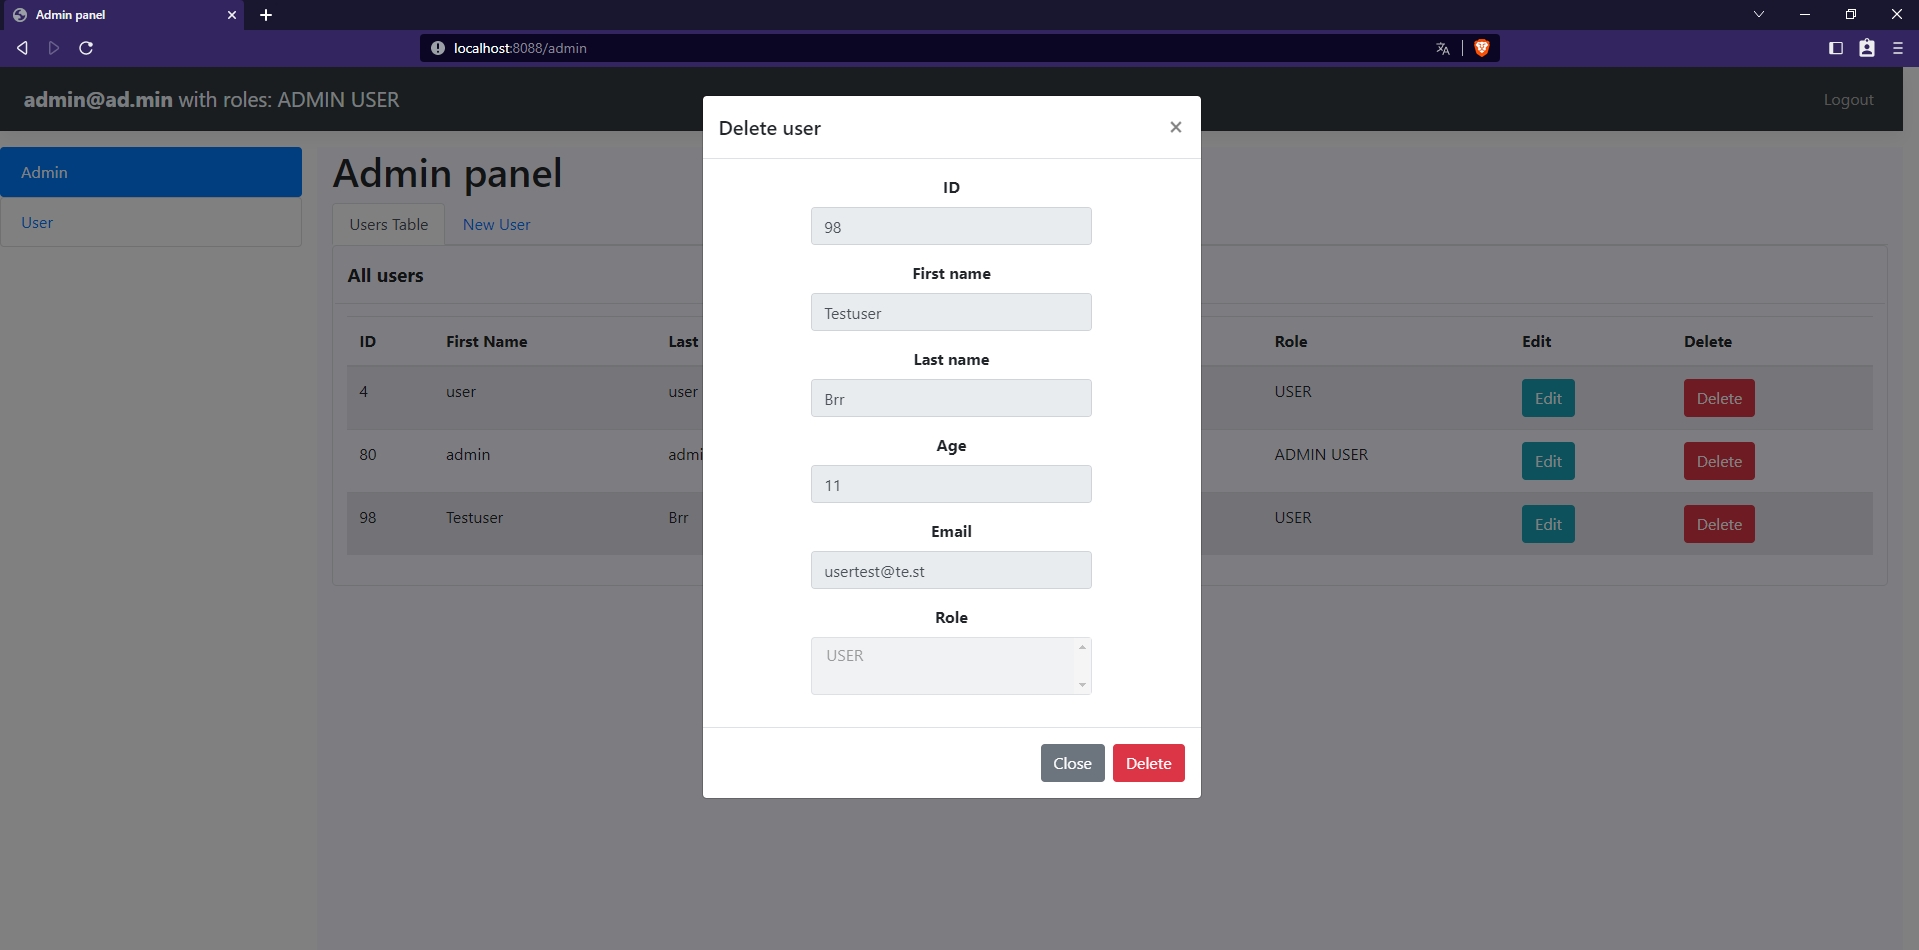 Admin panel
localhost:8088/admin
admin@ad.min with roles: ADMIN USER
Logout
Admin
User
Admin panel
Users Table
New User
All users
ID First Name Last Role Edit Delete
4 user user USER Edit Delete
80 admin admi ADMIN USER Edit Delete
98 Testuser Brr USER Edit Delete
Delete user
×
ID
98
First name
Testuser
Last name
Brr
Age
11
Email
usertest@te.st
Role
USER
Close Delete